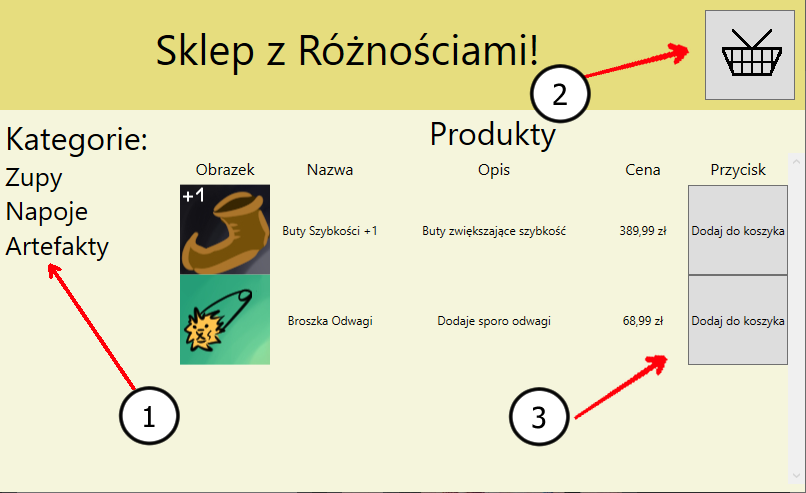 Sklep z Różnościami!
2
Kategorie:
Zupy
Napoje
Artefakty
1
Produkty
Obrazek Nazwa Opis Cena Przycisk
+1
Buty Szybkości +1 Buty zwiększające szybkość 389,99 zł Dodaj do koszyka
Broszka Odwagi Dodaje sporo odwagi 68,99 zł Dodaj do koszyka
3